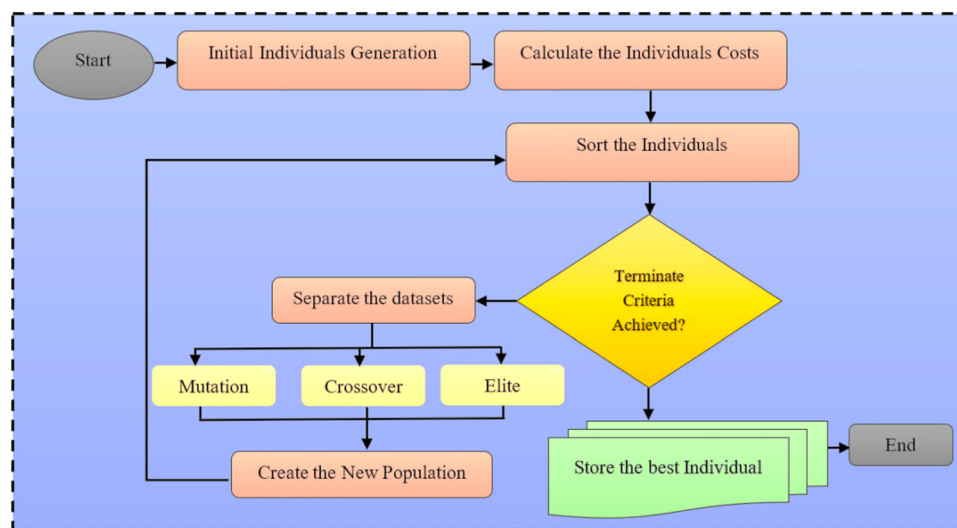 Start
Initial Individuals Generation
Calculate the Individuals Costs
Sort the Individuals
Terminate
Criteria
Achieved?
Separate the datasets
Mutation
Crossover
Elite
Create the New Population
Store the best Individual
End